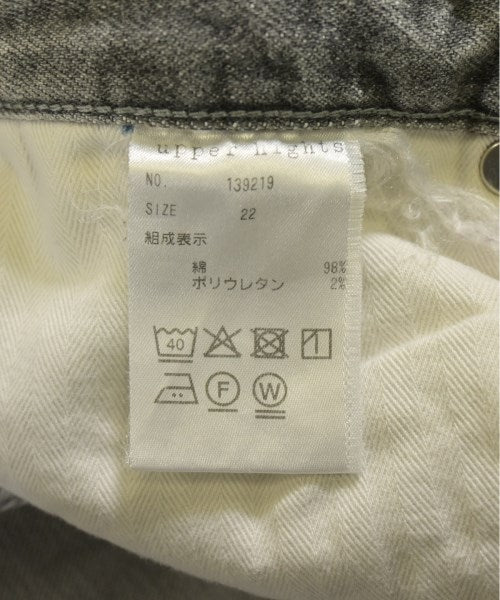 upper hights
NO. 139219
SIZE 22
組成表示
綿 98%
ポリウレタン 2%
40
F W